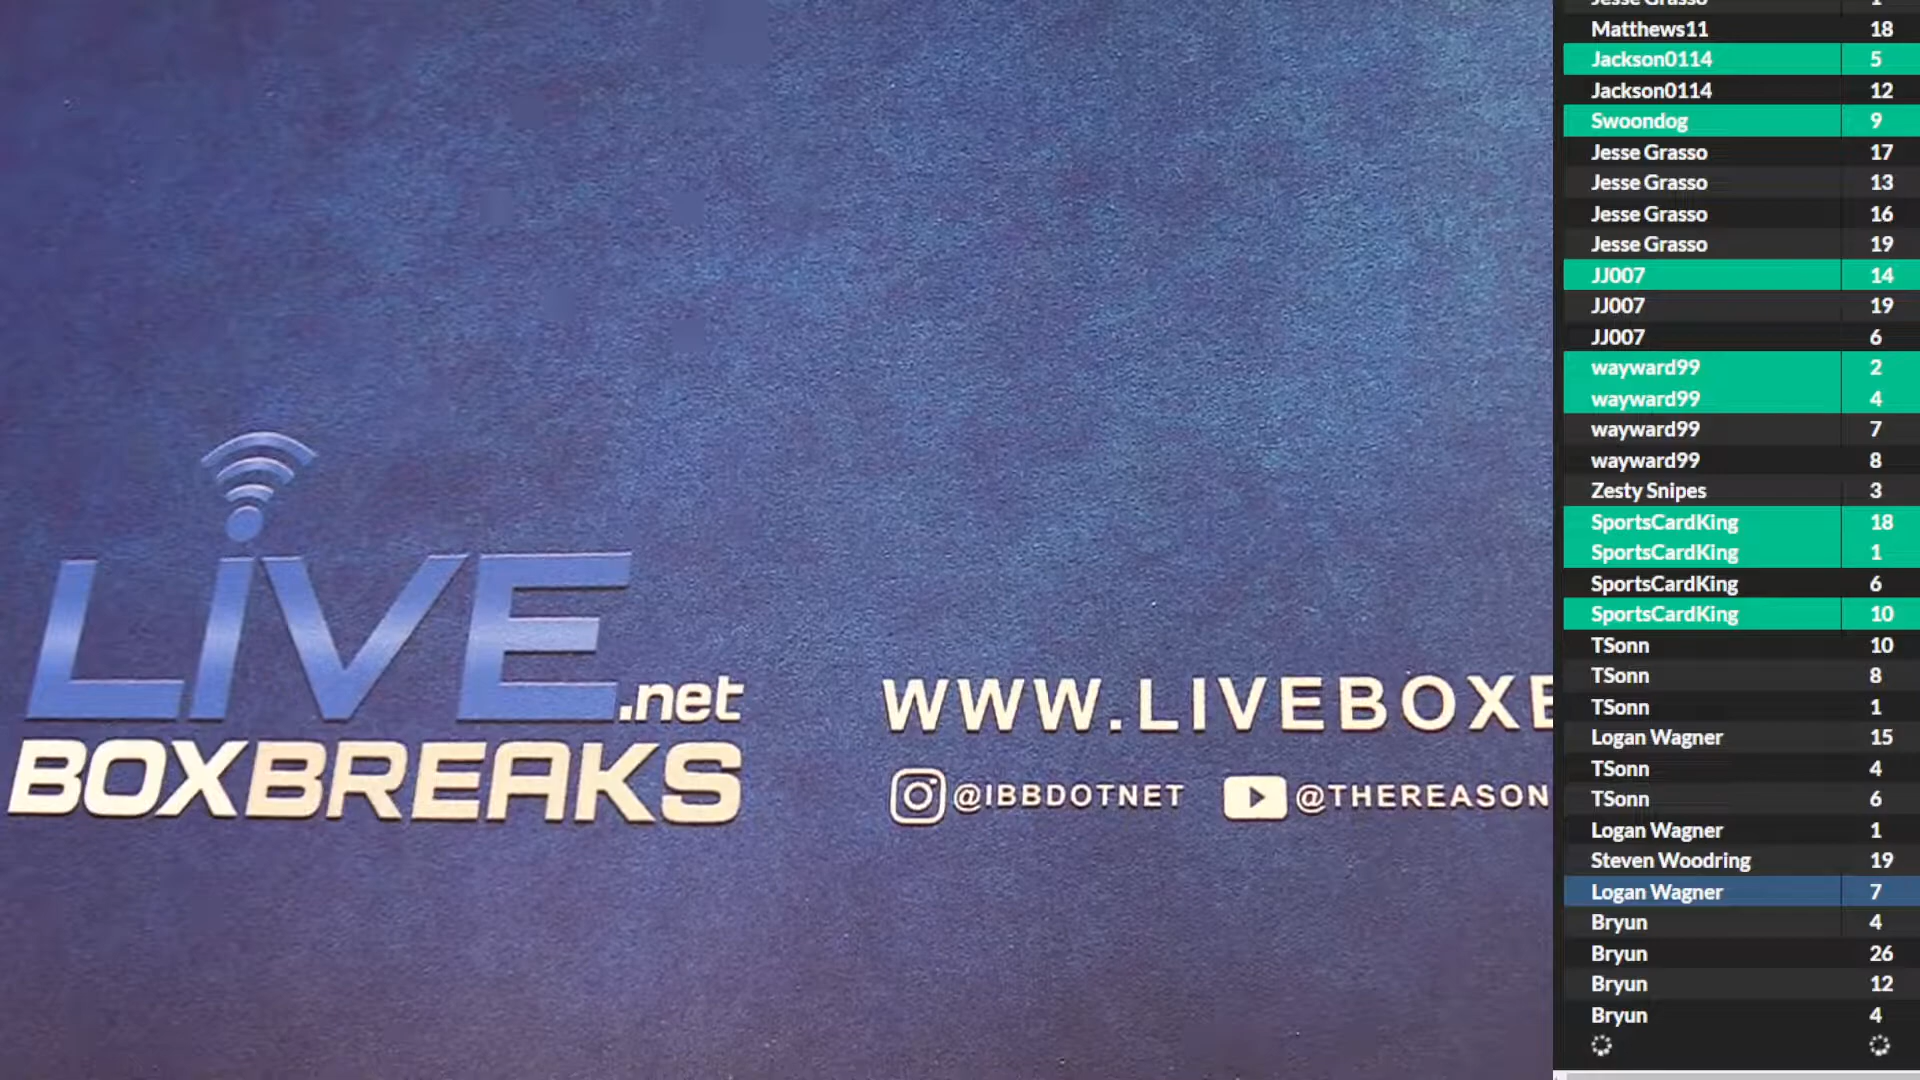 LIVE.net
BOXBREAKS
WWW.LIVEBOX
@IBBDOTNET @THEREASON
Jesse Grasso 1
Matthews11 18
Jackson0114 5
Jackson0114 12
Swoondog 9
Jesse Grasso 17
Jesse Grasso 13
Jesse Grasso 16
Jesse Grasso 19
JJ007 14
JJ007 19
JJ007 6
wayward99 2
wayward99 4
wayward99 7
wayward99 8
Zesty Snipes 3
SportsCardKing 18
SportsCardKing 1
SportsCardKing 6
SportsCardKing 10
TSonn 10
TSonn 8
TSonn 1
Logan Wagner 15
TSonn 4
TSonn 6
Logan Wagner 1
Steven Woodring 19
Logan Wagner 7
Bryun 4
Bryun 26
Bryun 12
Bryun 4